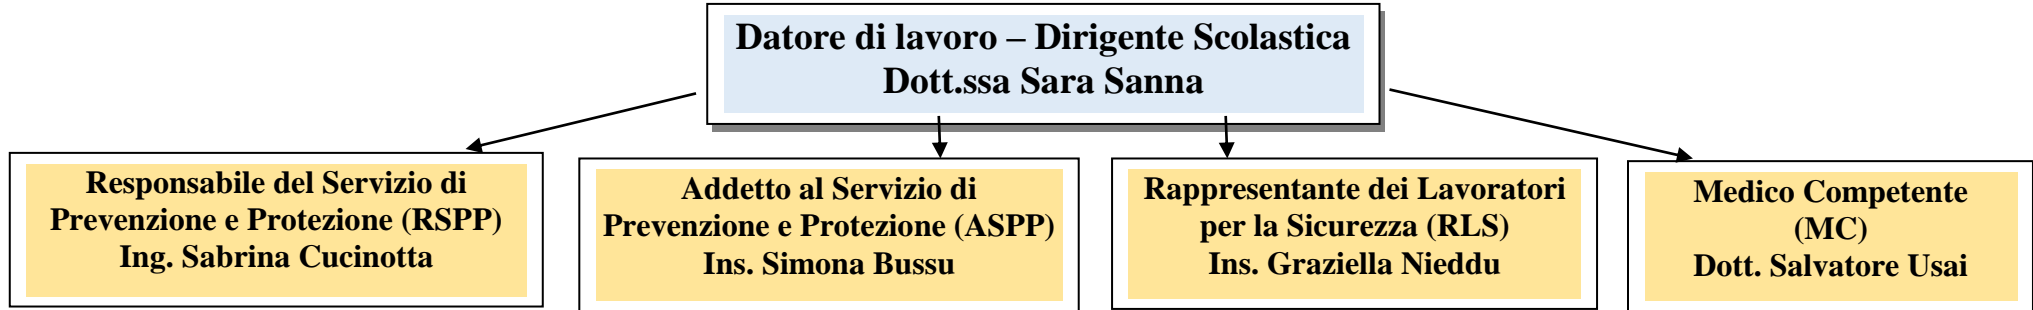 Datore di lavoro – Dirigente Scolastica
Dott.ssa Sara Sanna
Responsabile del Servizio di
Prevenzione e Protezione (RSPP)
Ing. Sabrina Cucinotta
Addetto al Servizio di
Prevenzione e Protezione (ASPP)
Ins. Simona Bussu
Rappresentante dei Lavoratori
per la Sicurezza (RLS)
Ins. Graziella Nieddu
Medico Competente
(MC)
Dott. Salvatore Usai